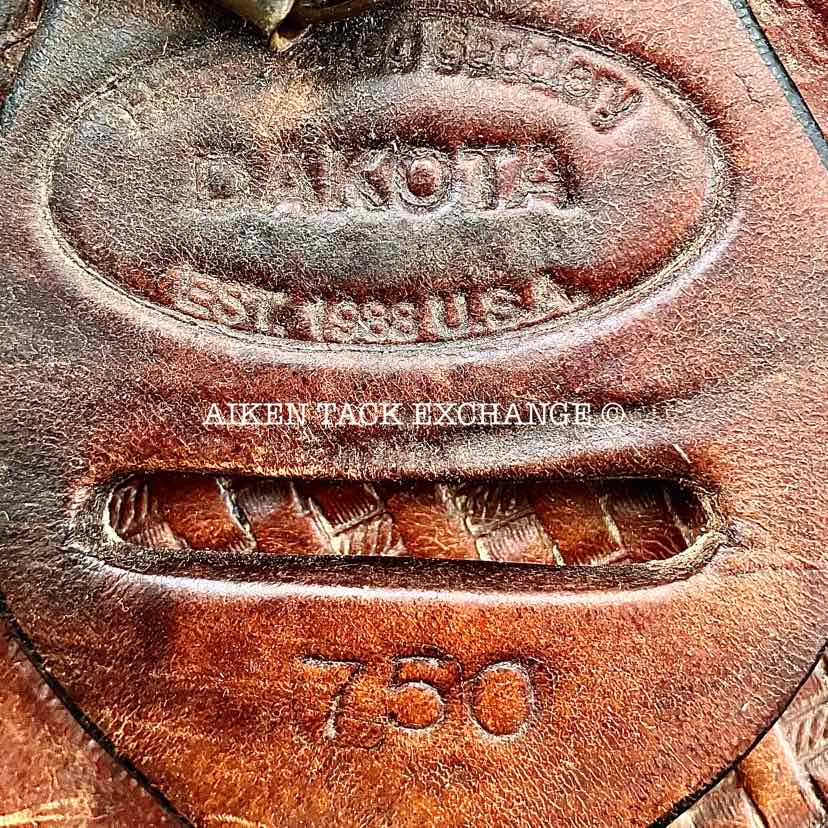 Saddlery
DAKOTA
EST. 1988 U.S.A.
AIKEN TACK EXCHANGE ©
750